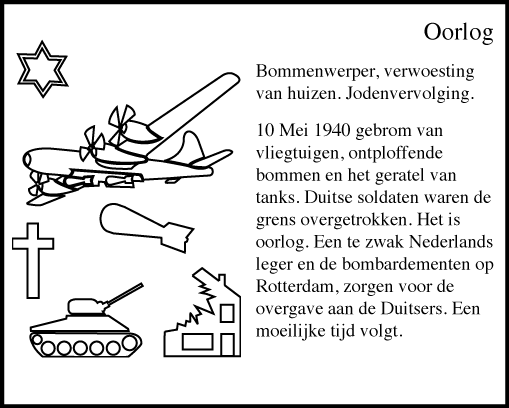 Oorlog
Bommenwerper, verwoesting
van huizen. Jodenvervolging.
10 Mei 1940 gebrom van
vliegtuigen, ontploffende
bommen en het geratel van
tanks. Duitse soldaten waren de
grens overgetrokken. Het is
oorlog. Een te zwak Nederlands
leger en de bombardementen op
Rotterdam, zorgen voor de
overgave aan de Duitsers. Een
moeilijke tijd volgt.